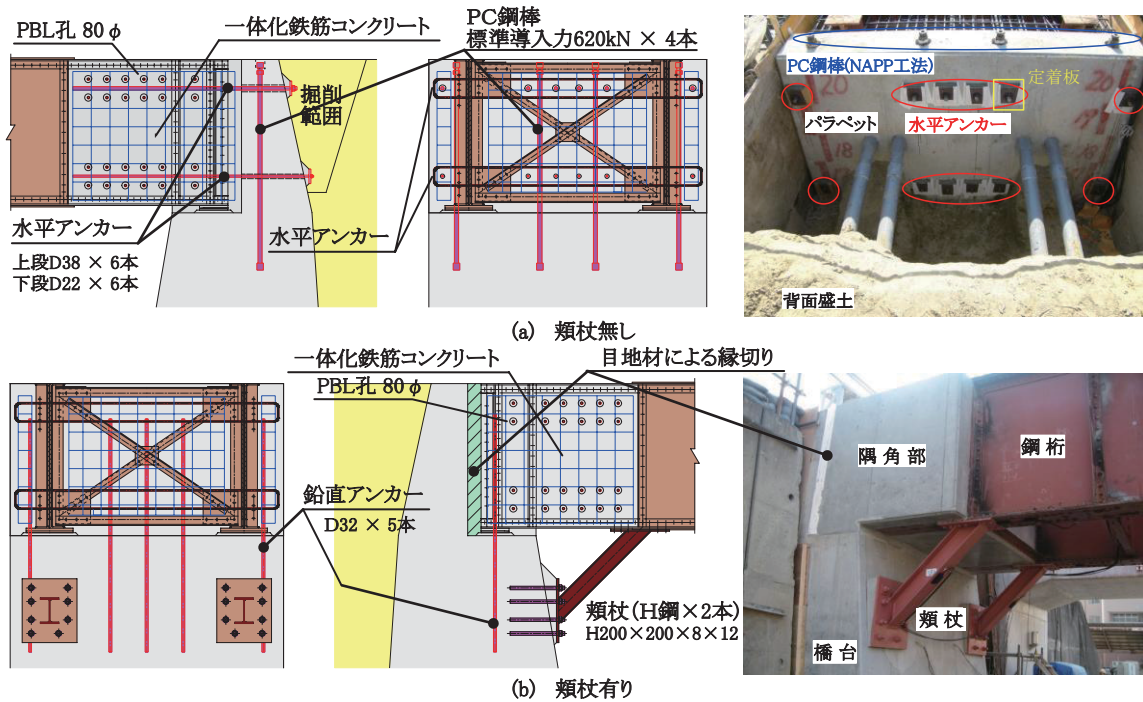 PBL孔 80φ
一体化鉄筋コンクリート
PC鋼棒
標準導入力620kN × 4本
掘削
範囲
水平アンカー
上段D38 × 6本
下段D22 × 6本
水平アンカー
PC鋼棒(NAPP工法)
定着板
20
20
パラペット
水平アンカー
19
18
18
背面盛土
(a) 頬杖無し
一体化鉄筋コンクリート
目地材による縁切り
PBL孔 80φ
鉛直アンカー
D32 × 5本
頬杖(H鋼×2本)
H200×200×8×12
隅角部
鋼桁
頬杖
橋台
(b) 頬杖有り